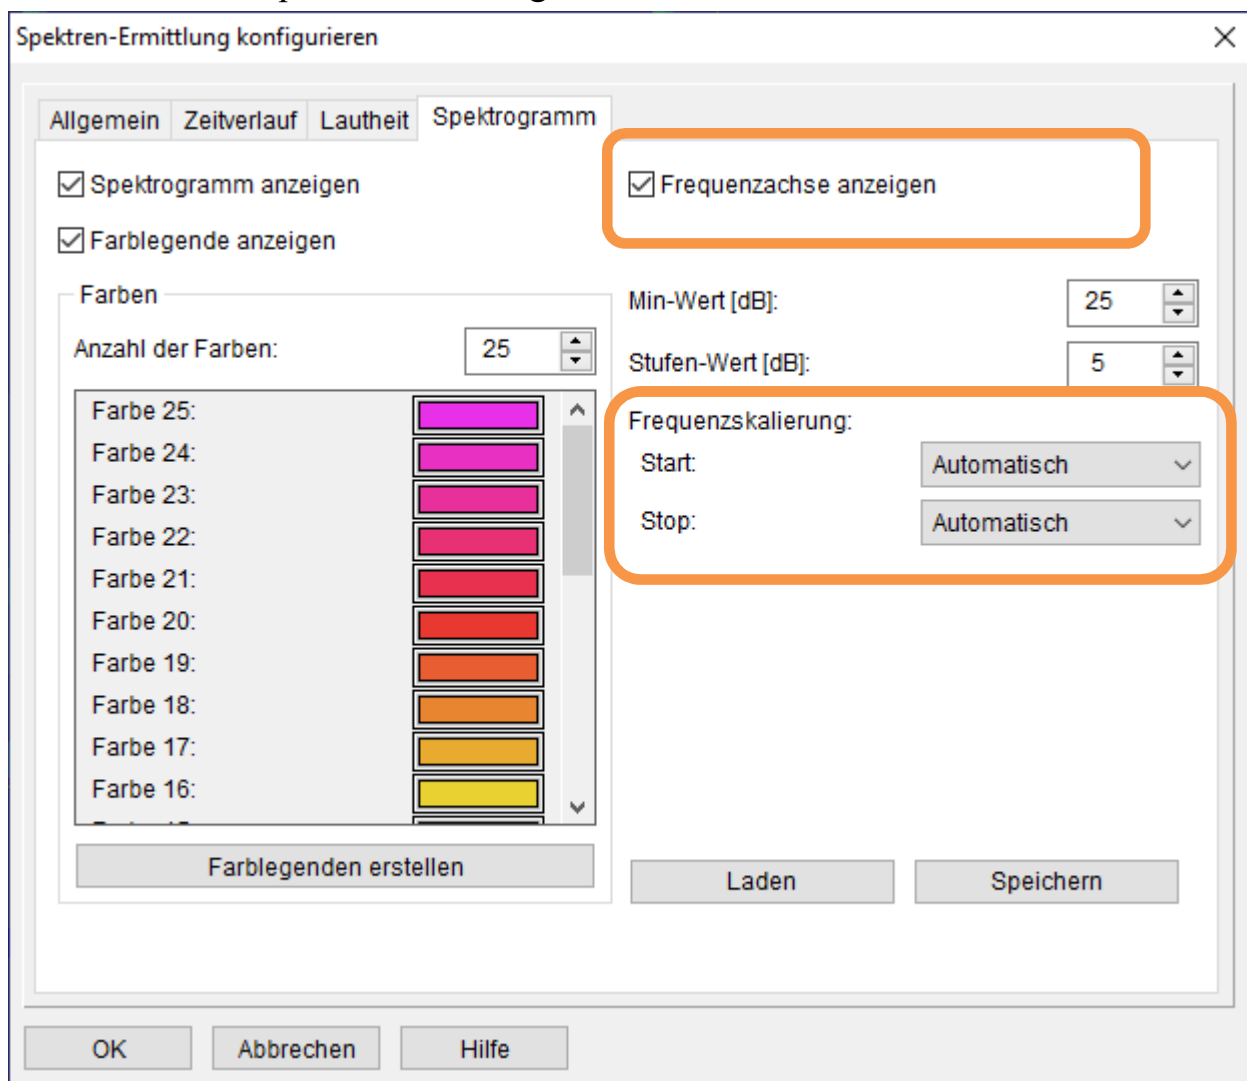 Spektren-Ermittlung konfigurieren
Allgemein Zeitverlauf Lautheit Spektrogramm
Spektrogramm anzeigen
Frequenzachse anzeigen
Farblegende anzeigen
Farben
Anzahl der Farben: 25
Farbe 25:
Farbe 24:
Farbe 23:
Farbe 22:
Farbe 21:
Farbe 20:
Farbe 19:
Farbe 18:
Farbe 17:
Farbe 16:
Farblegenden erstellen
Min-Wert [dB]: 25
Stufen-Wert [dB]: 5
Frequenzskalierung:
Start: Automatisch
Stop: Automatisch
Laden Speichern
OK Abbrechen Hilfe